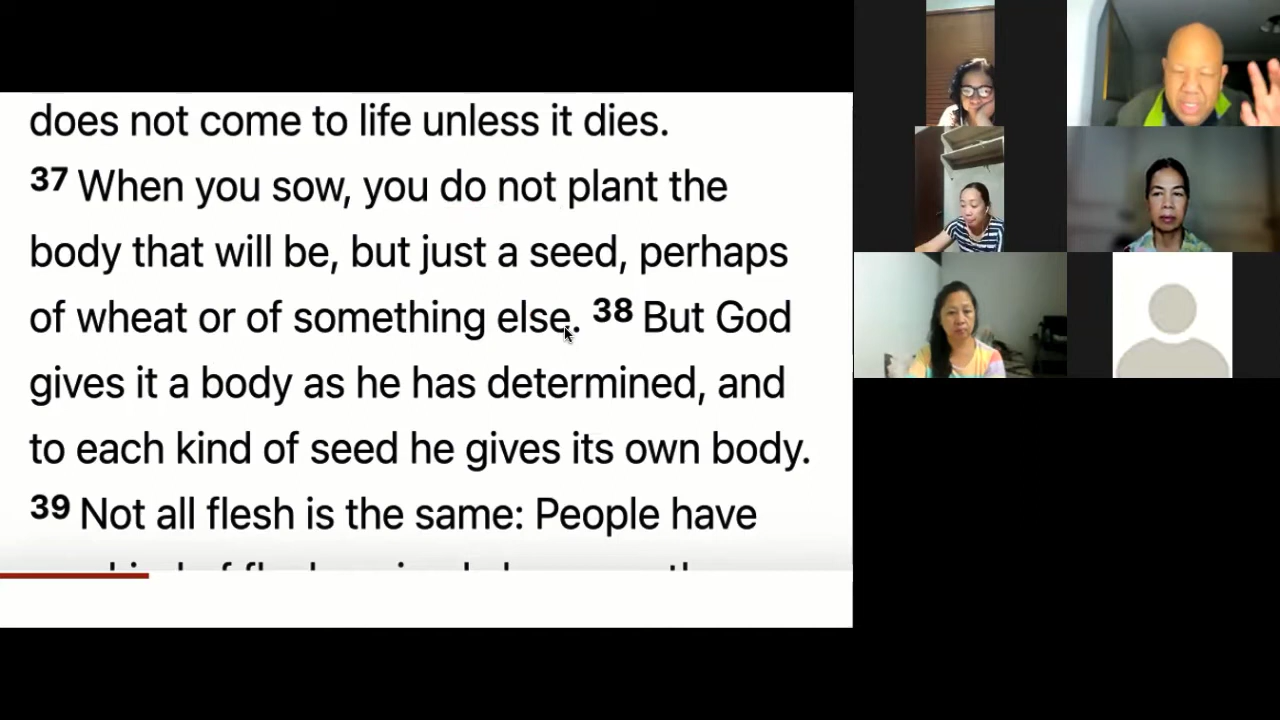 does not come to life unless it dies.
37 When you sow, you do not plant the
body that will be, but just a seed, perhaps
of wheat or of something else. 38 But God
gives it a body as he has determined, and
to each kind of seed he gives its own body.
39 Not all flesh is the same: People have